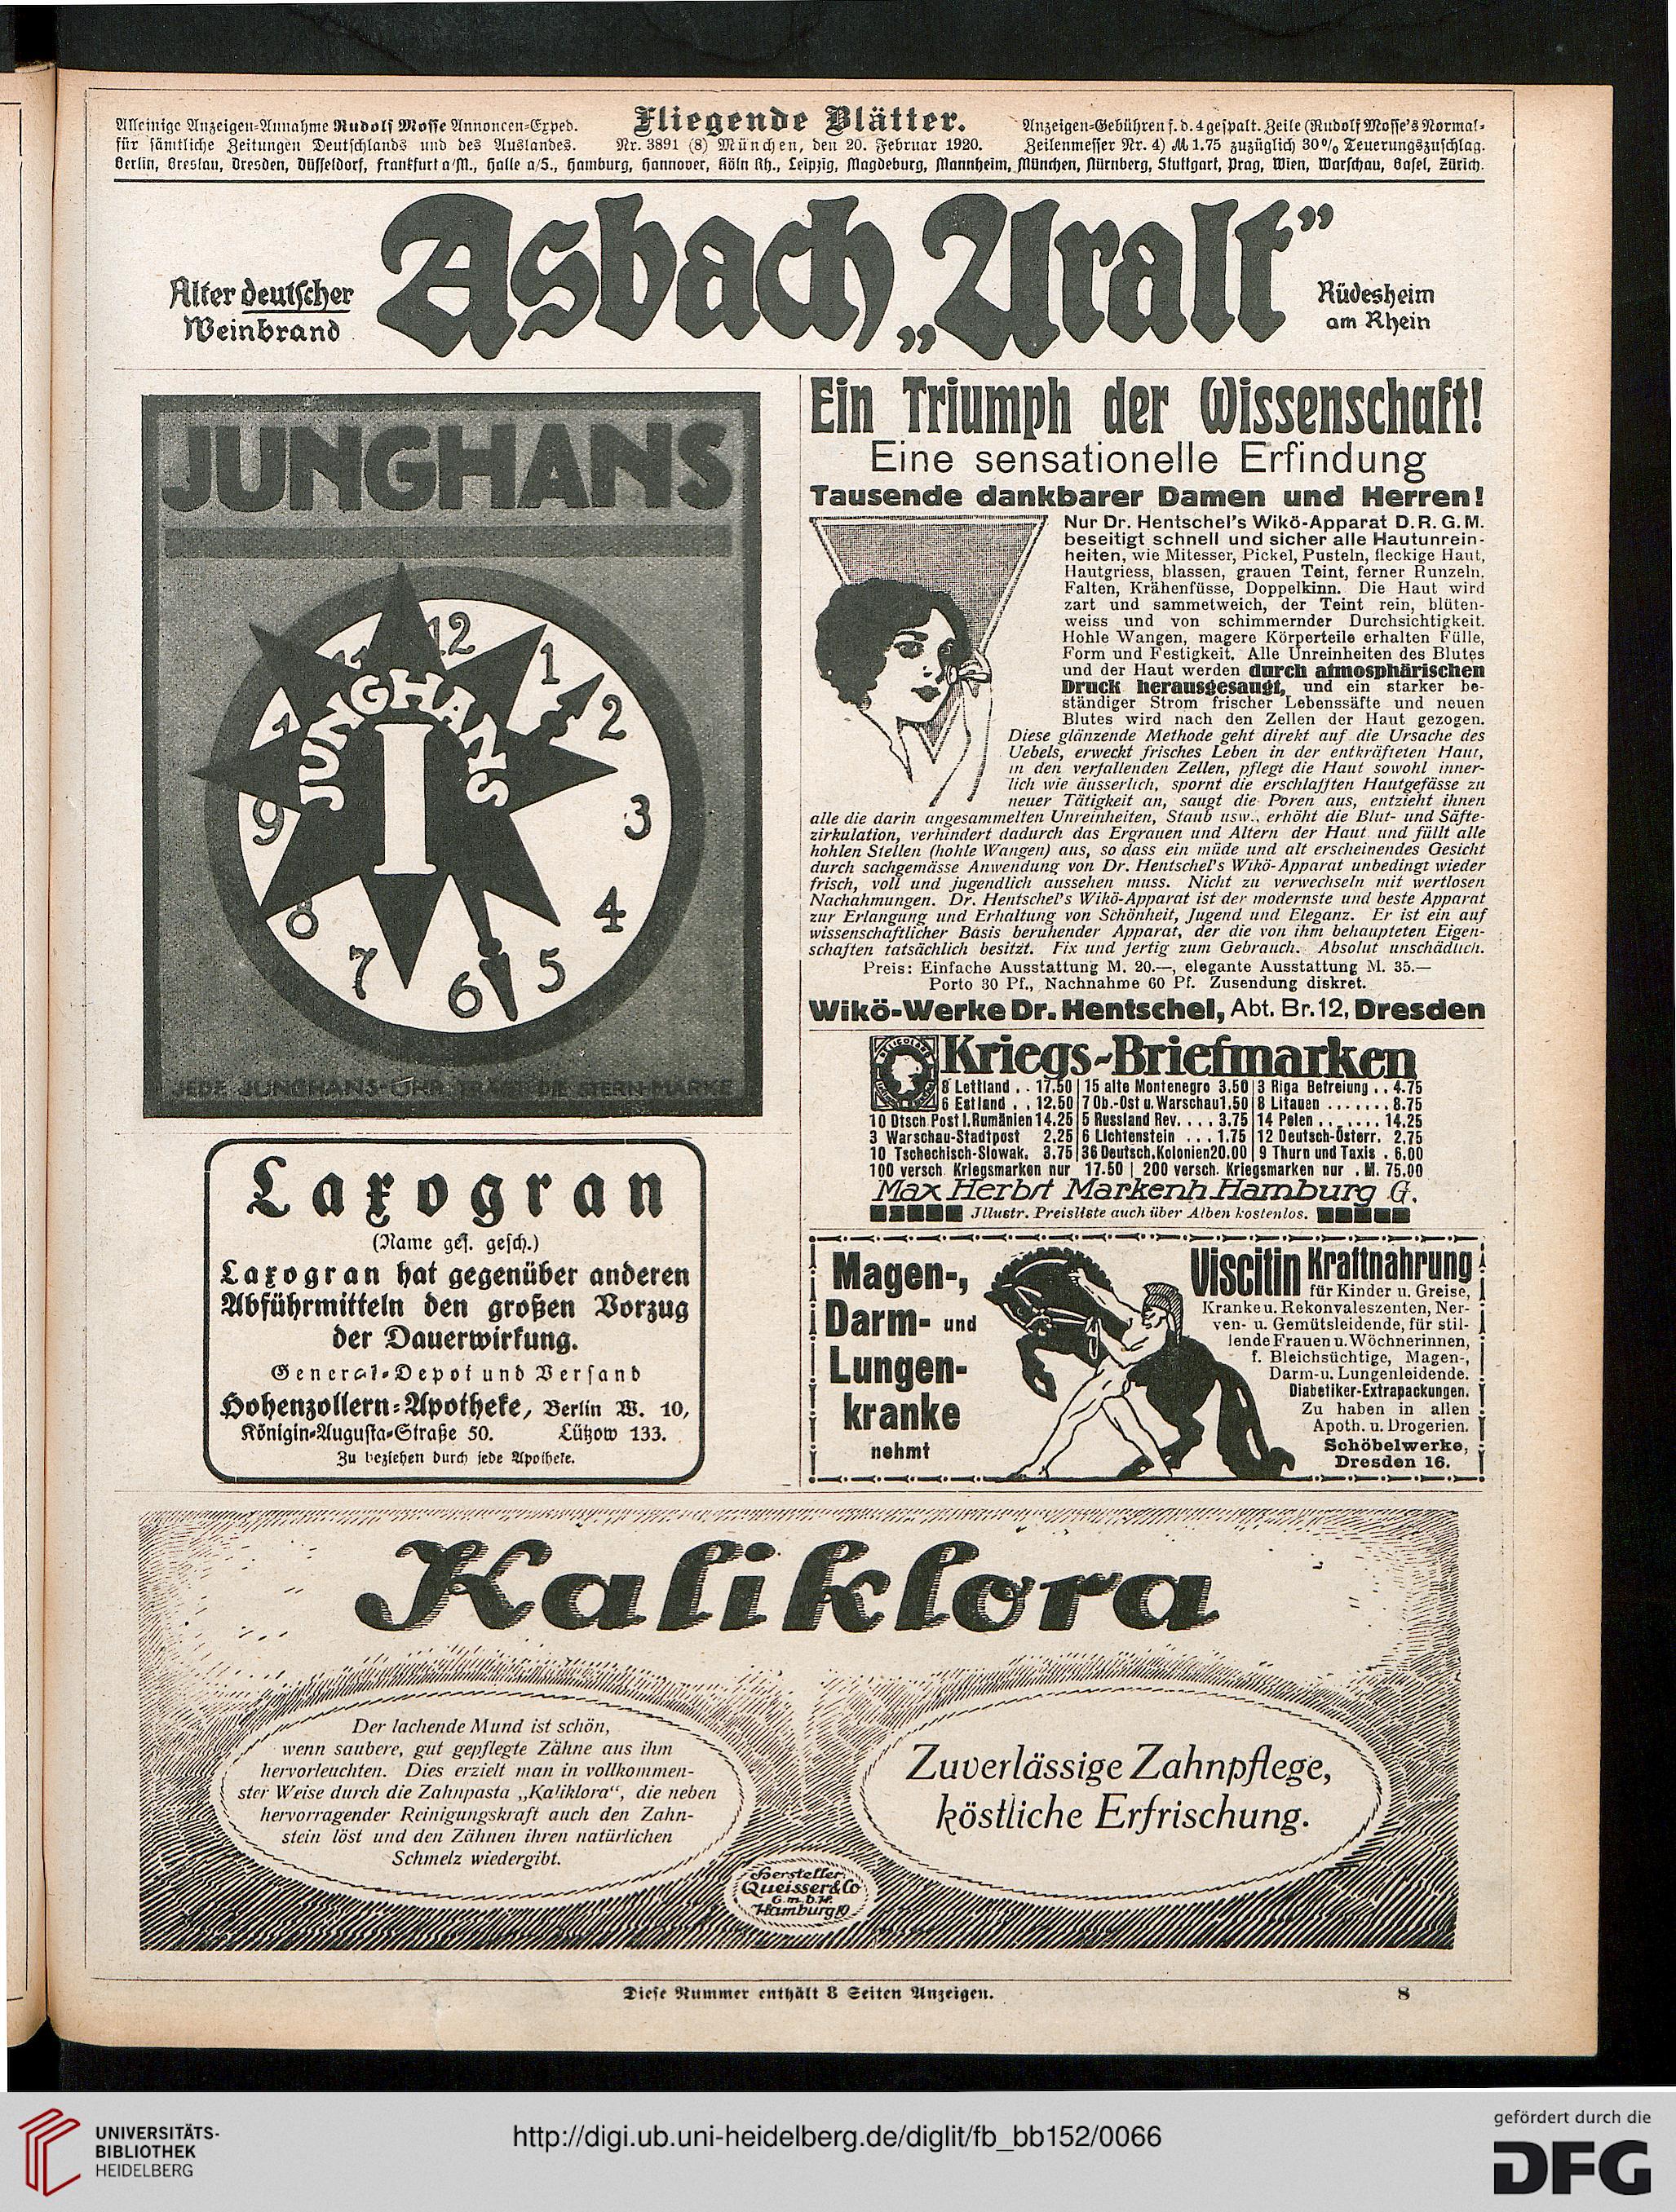 Alleinige Anzeigen-Annahme Rudolf Mosse Annoncen-Exped.
für sämtliche Zeitungen Deutschlands und des Auslandes.
Fliegende Blätter.
Nr. 3891 (8) München, den 20. Februar 1920.
Anzeigen-Gebühren f. d. 4 gespalt. Zeile (Rudolf Mosse's Normal-
Zeilenmesser Nr. 4) M 1.75 zuzüglich 30% Teuerungszuschlag.
Berlin, Breslau, Dresden, Düsseldorf, Frankfurt a/M., Halle a/S., Hamburg, Hannover, Köln Rh., Leipzig, Magdeburg, Mannheim, München, Nürnberg, Stuttgart, Prag, Wien, Warschau, Basel, Zürich.
Alter deutscher
Weinbrand
Asbach „Uralt”
Rüdesheim
am Rhein
JUNGHANS
12
11
1
2
3
4
5
6
7
8
9
JUNGHANS
JEDE JUNGHANS-UHR TRÄGT DIE STERN-MARKE
Laxogran
(Name ges. gesch.)
Laxogran hat gegenüber anderen
Abführmitteln den großen Vorzug
der Dauerwirkung.
General-Depot und Versand
Hohenzollern-Apotheke, Berlin W. 10,
Königin-Augusta-Straße 50. Lützow 133.
Zu beziehen durch jede Apotheke.
Ein Triumph der Wissenschaft!
Eine sensationelle Erfindung
Tausende dankbarer Damen und Herren!
Nur Dr. Hentschel's Wikö-Apparat D.R.G.M.
beseitigt schnell und sicher alle Hautunrein-
heiten, wie Mitesser, Pickel, Pusteln, fleckige Haut,
Hautgriess, blassen, grauen Teint, ferner Runzeln,
Falten, Krähenfüsse, Doppelkinn. Die Haut wird
zart und sammetweich, der Teint rein, blüten-
weiss und von schimmernder Durchsichtigkeit.
Hohle Wangen, magere Körperteile erhalten Fülle,
Form und Festigkeit. Alle Unreinheiten des Blutes
und der Haut werden durch atmosphärischen
Druck herausgesaugt, und ein starker be-
ständiger Strom frischer Lebenssäfte und neuen
Blutes wird nach den Zellen der Haut gezogen.
Diese glänzende Methode geht direkt auf die Ursache des
Uebels, erweckt frisches Leben in der entkräfteten Haut,
in den verfallenden Zellen, pflegt die Haut sowohl inner-
lich wie äusserlich, spornt die erschlafften Hautgefässe zu
neuer Tätigkeit an, saugt die Poren aus, entzieht ihnen
alle die darin angesammelten Unreinheiten, Staub usw., erhöht die Blut- und Säfte-
zirkulation, verhindert dadurch das Ergrauen und Altern der Haut und füllt alle
hohlen Stellen (hohle Wangen) aus, so dass ein müde und alt erscheinendes Gesicht
durch sachgemässe Anwendung von Dr. Hentschel's Wikö-Apparat unbedingt wieder
frisch, voll und jugendlich aussehen muss. Nicht zu verwechseln mit wertlosen
Nachahmungen. Dr. Hentschel's Wikö-Apparat ist der modernste und beste Apparat
zur Erlangung und Erhaltung von Schönheit, Jugend und Eleganz. Er ist ein auf
wissenschaftlicher Basis beruhender Apparat, der die von ihm behaupteten Eigen-
schaften tatsächlich besitzt. Fix und fertig zum Gebrauch. Absolut unschädlich.
Preis: Einfache Ausstattung M. 20.—, elegante Ausstattung M. 35.—
Porto 30 Pf., Nachnahme 60 Pf. Zusendung diskret.
Wikö-Werke Dr. Hentschel, Abt. Br. 12, Dresden
Kriegs-Briefmarken
8 Lettland . . 17.50 | 15 alte Montenegro 3.50 | 3 Riga Befreiung . . 4.75
6 Estland . . 12.50 | 7 Ob.-Ost u. Warschau 1.50 | 8 Litauen . . . . . . . 8.75
10 Dtsch Post i. Rumänien 14.25 | 5 Russland Rev. . . . 3.75 | 14 Polen . . . . . . 14.25
3 Warschau-Stadtpost 2.25 | 6 Lichtenstein . . . 1.75 | 12 Deutsch-Österr. 2.75
10 Tschechisch-Slowak. 3.75 | 36 Deutsch. Kolonien 20.00 | 9 Thurn und Taxis . 6.00
100 versch. Kriegsmarken nur 17.50 | 200 versch. Kriegsmarken nur . M. 75.00
Max Herbst Markenh. Hamburg G.
Jllustr. Preisliste auch über Alben kostenlos.
Magen-,
Darm- und
Lungen-
kranke
nehmt
Viscitin Kraftnahrung
für Kinder u. Greise,
Kranke u. Rekonvaleszenten, Ner-
ven- u. Gemütsleidende, für stil-
lende Frauen u. Wöchnerinnen,
f. Bleichsüchtige, Magen-,
Darm- u. Lungenleidende.
Diabetiker-Extrapackungen.
Zu haben in allen
Apoth. u. Drogerien.
Schöbelwerke,
Dresden 16.
Kaliklora
Der lachende Mund ist schön,
wenn saubere, gut gepflegte Zähne aus ihm
hervorleuchten. Dies erzielt man in vollkommen-
ster Weise durch die Zahnpasta „Kaliklora“, die neben
hervorragender Reinigungskraft auch den Zahn-
stein löst und den Zähnen ihren natürlichen
Schmelz wiedergibt.
Zuverlässige Zahnpflege,
köstliche Erfrischung.
Hersteller
Queisser & Co
G.m.b.H.
Hamburg 19
Diese Nummer enthält 8 Seiten Anzeigen.
8
UNIVERSITÄTS-
BIBLIOTHEK
HEIDELBERG
http://digi.ub.uni-heidelberg.de/diglit/fb_bb152/0066
gefördert durch die
DFG